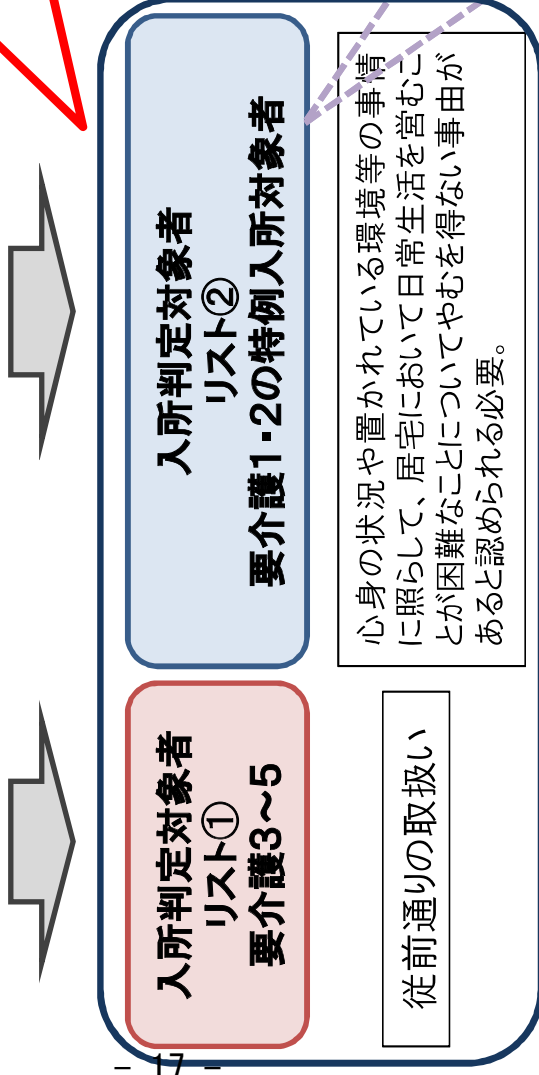 入所判定対象者
リスト①
要介護3～5
従前通りの取扱い
入所判定対象者
リスト②
要介護1・2の特例入所対象者
心身の状況や置かれている環境等の事情
に照らして、居宅において日常生活を営むこ
とが困難なことについてやむを得ない事由が
あると認められる必要。
- 17 -